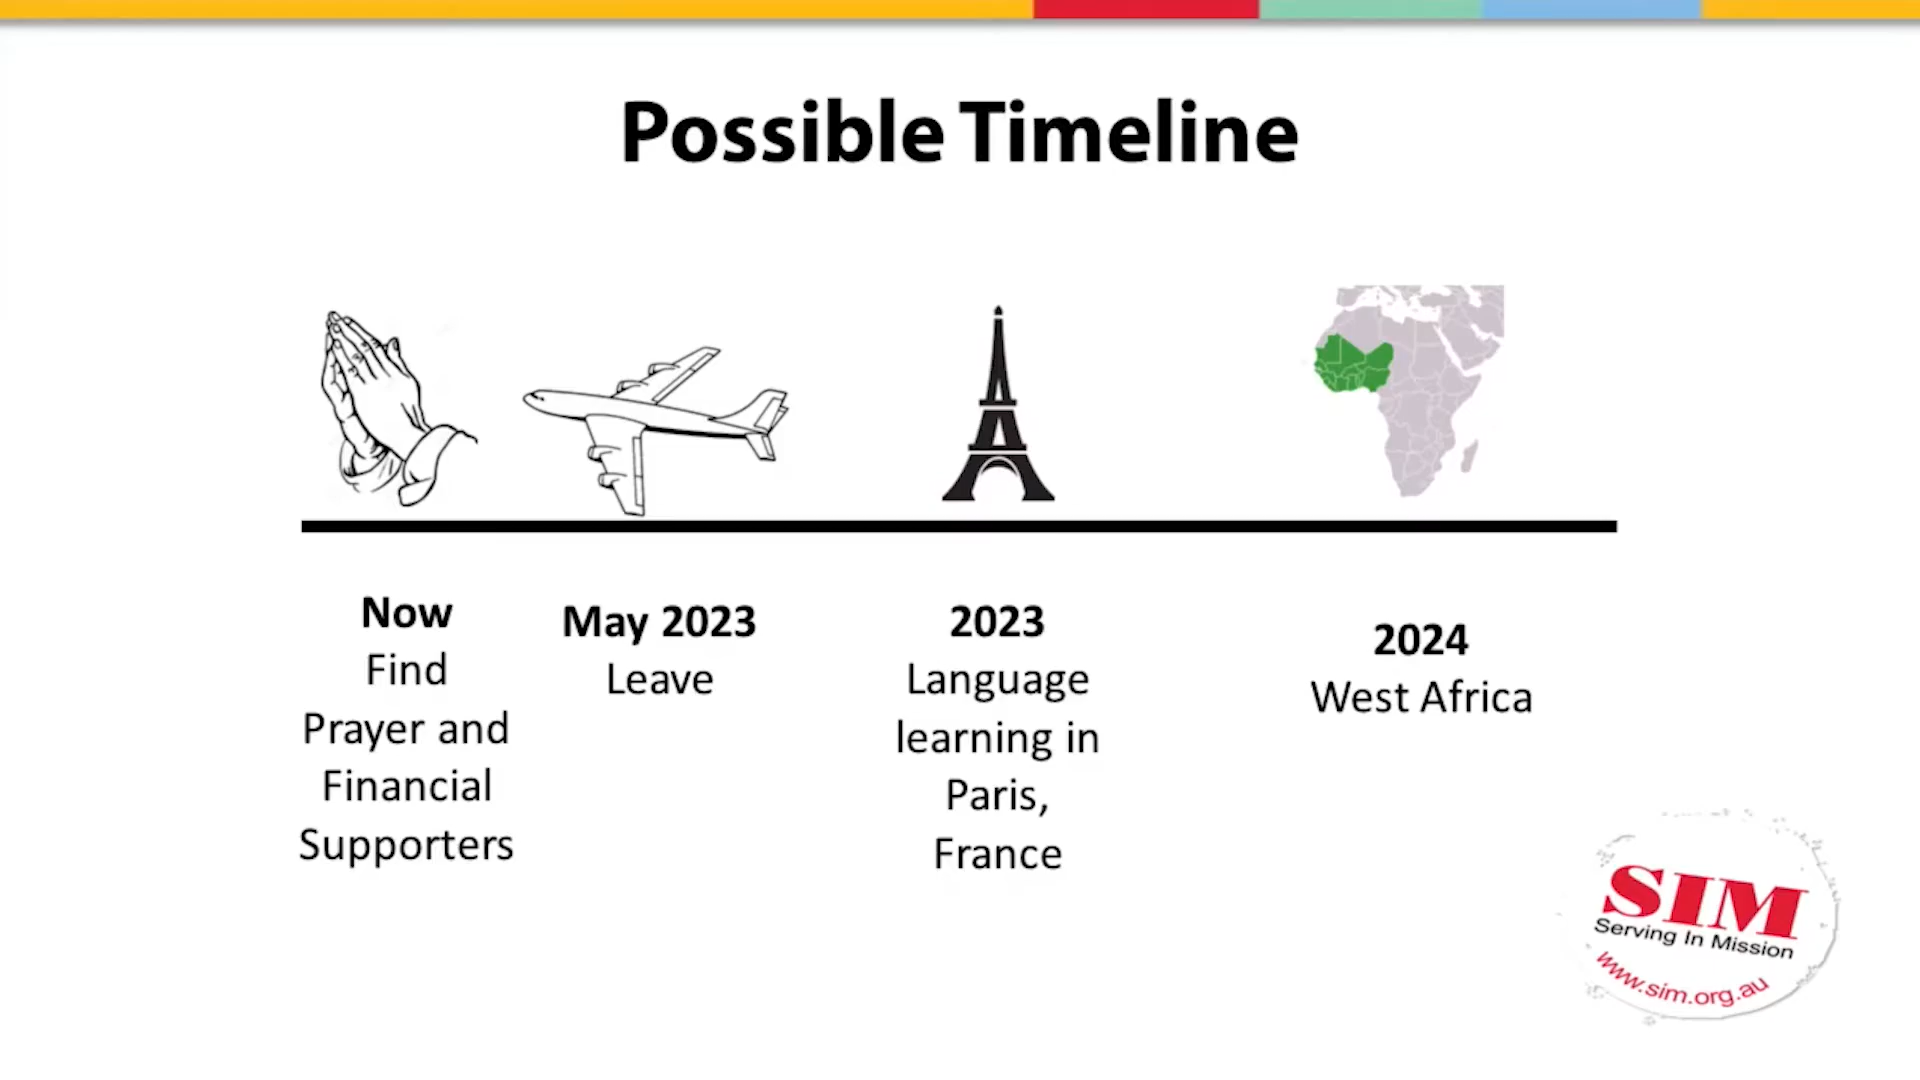 Possible Timeline
Now
Find
Prayer and
Financial
Supporters
May 2023
Leave
2023
Language
learning in
Paris,
France
2024
West Africa
SIM
Serving In Mission
www.sim.org.au